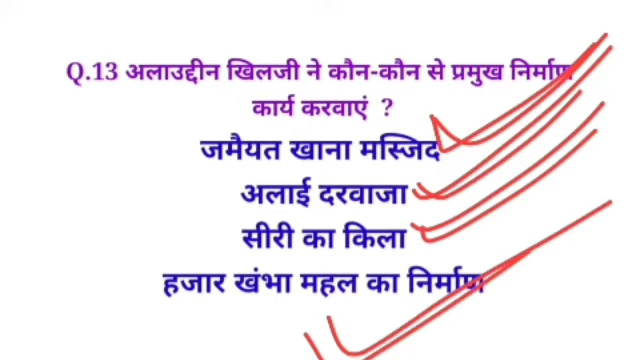 Q.13 अलाउद्दीन खिलजी ने कौन-कौन से प्रमुख निर्माण
कार्य करवाएं ?
जमैयत खाना मस्जिद
अलाई दरवाजा
सीरी का किला
हजार खंभा महल का निर्माण